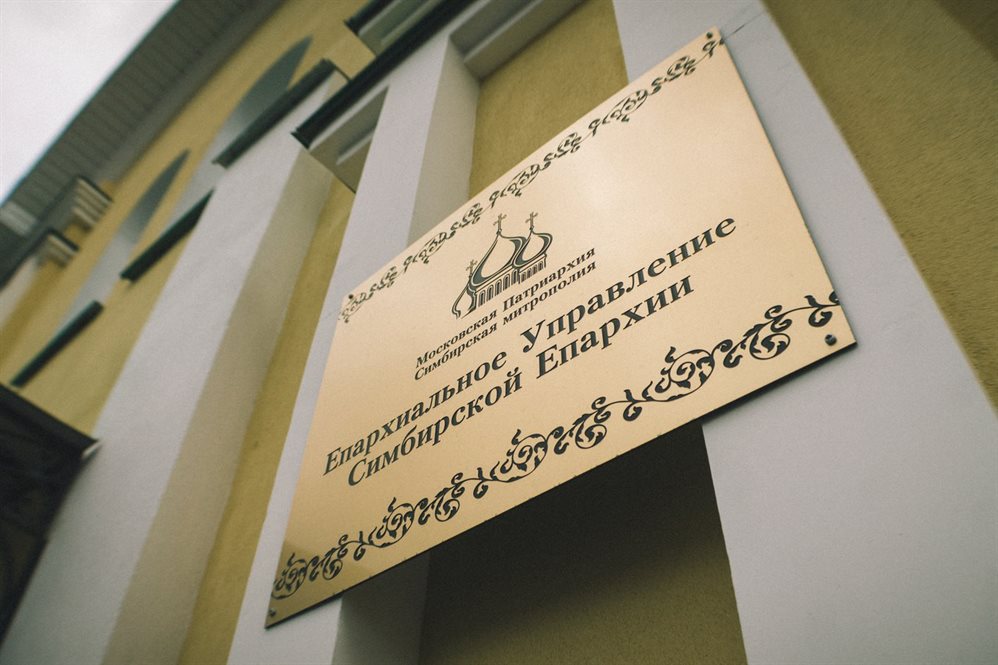 Московская Патриархия
Симбирская митрополия
Епархиальное Управление
Симбирской Епархии